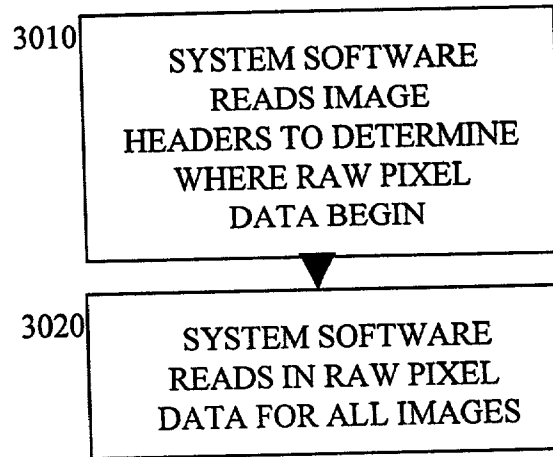 3010
SYSTEM SOFTWARE
READS IMAGE
HEADERS TO DETERMINE
WHERE RAW PIXEL
DATA BEGIN
3020
SYSTEM SOFTWARE
READS IN RAW PIXEL
DATA FOR ALL IMAGES